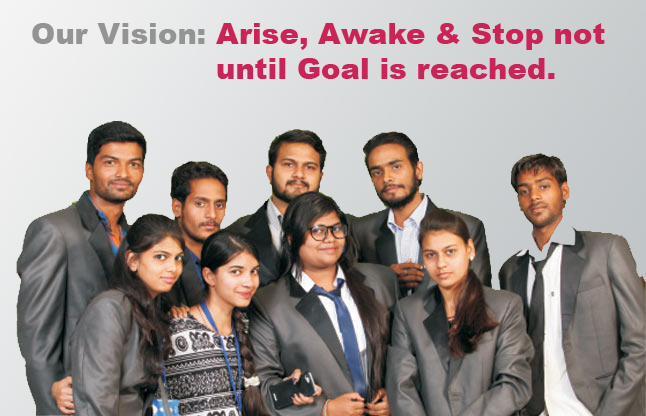 Our Vision: Arise, Awake & Stop not
until Goal is reached.